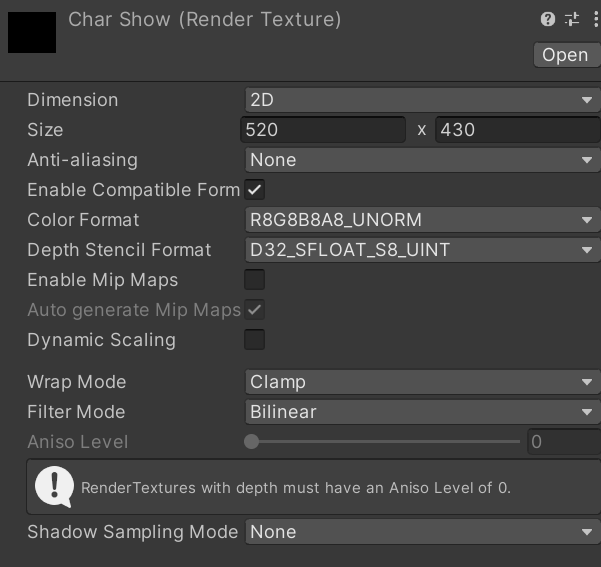 Char Show (Render Texture)
Open
Dimension 2D
Size 520 x 430
Anti-aliasing None
Enable Compatible Form
Color Format R8G8B8A8_UNORM
Depth Stencil Format D32_SFLOAT_S8_UINT
Enable Mip Maps
Auto generate Mip Maps
Dynamic Scaling
Wrap Mode Clamp
Filter Mode Bilinear
Aniso Level 0
RenderTextures with depth must have an Aniso Level of 0.
Shadow Sampling Mode None